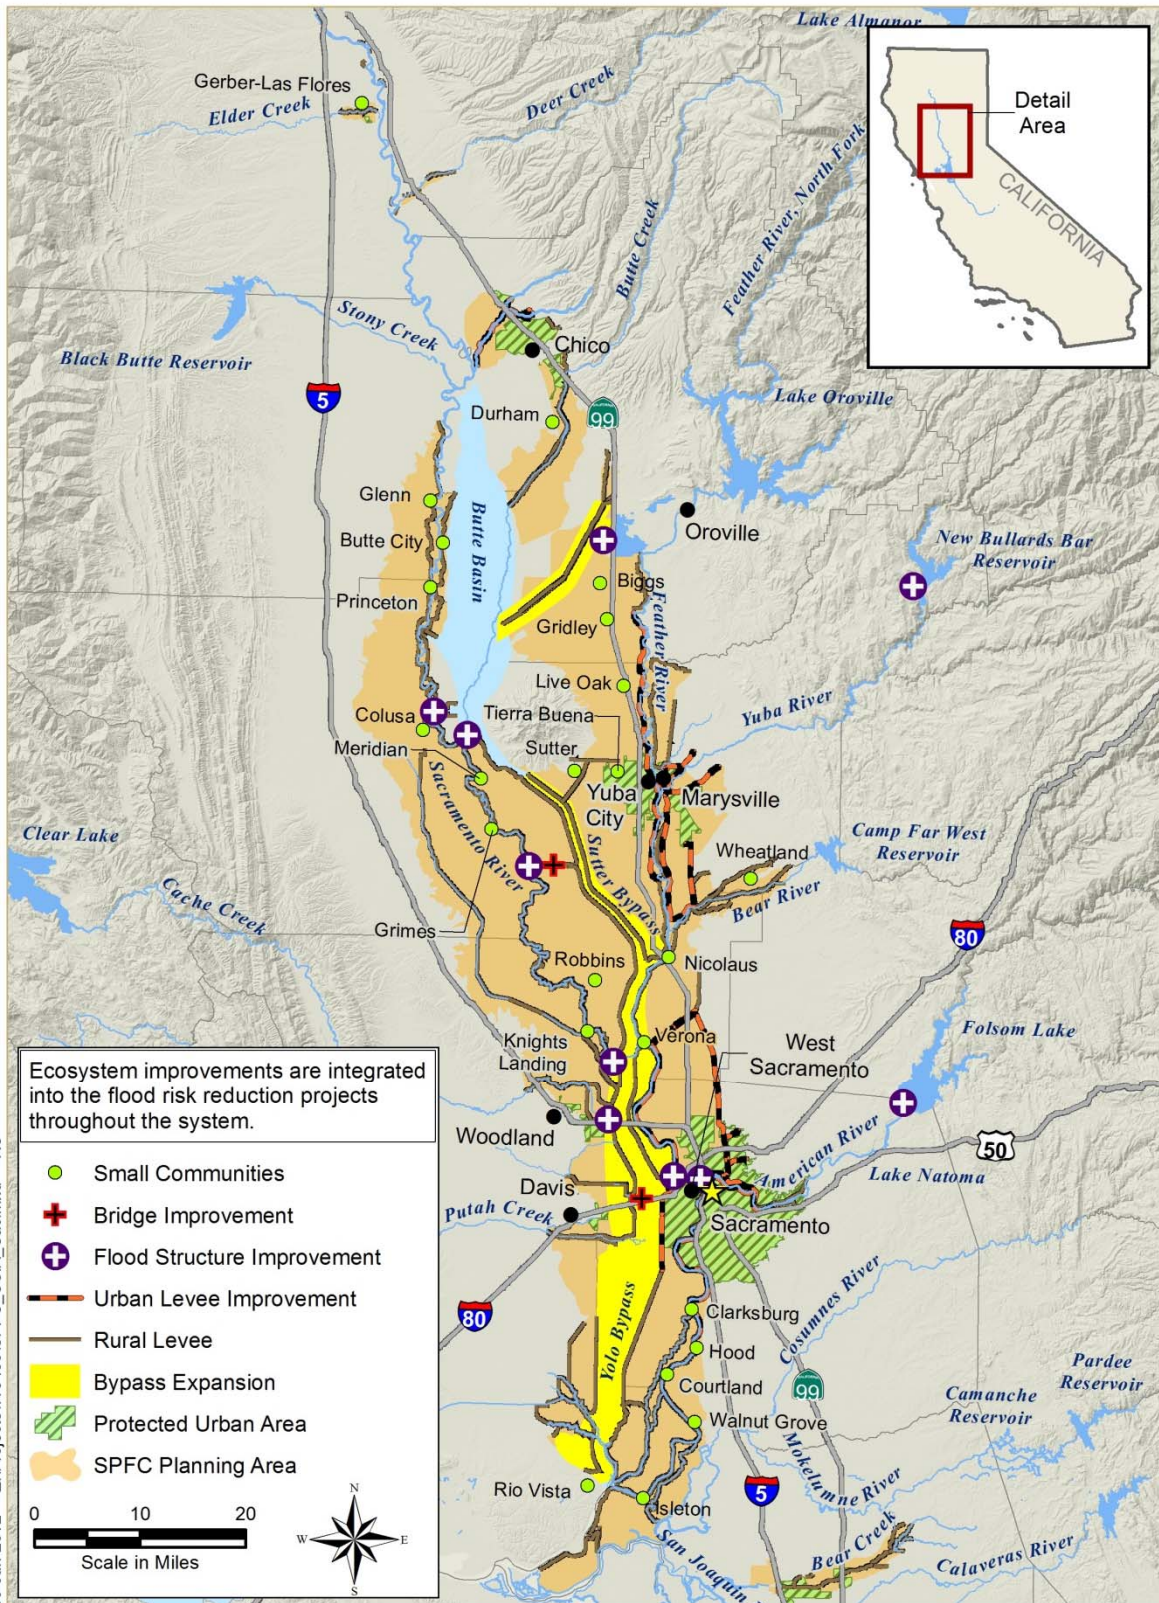 Lake Almanor
Gerber-Las Flores
Elder Creek
Deer Creek
Detail
Area
CALIFORNIA
Feather River, North Fork
Butte Creek
Stony Creek
Black Butte Reservoir
Chico
5
Lake Oroville
Durham
99
Glenn
Butte Basin
Oroville
Butte City
New Bullards Bar
Reservoir
Biggs
Princeton
Gridley
Feather River
Live Oak
Colusa
Tierra Buena
Yuba River
Meridian
Sutter
Yuba
City
Marysville
Sacramento River
Sutter Bypass
Clear Lake
Camp Far West
Reservoir
Wheatland
Cache Creek
Bear River
Grimes
80
Robbins
Nicolaus
Folsom Lake
Knights
Landing
Verona
West
Sacramento
Ecosystem improvements are integrated
into the flood risk reduction projects
throughout the system.
Woodland
American River
50
Lake Natoma
Small Communities
Davis
Putah Creek
Sacramento
Bridge Improvement
Flood Structure Improvement
Urban Levee Improvement
80
Clarksburg
Cosumnes River
Rural Levee
Yolo Bypass
Hood
Bypass Expansion
Courtland
99
Pardee
Reservoir
Camanche
Reservoir
Protected Urban Area
Walnut Grove
SPFC Planning Area
Mokelumne River
Rio Vista
5
Isleton
N
W
E
S
0 10 20
Scale in Miles
San Joaquin
Bear Creek
Calaveras River